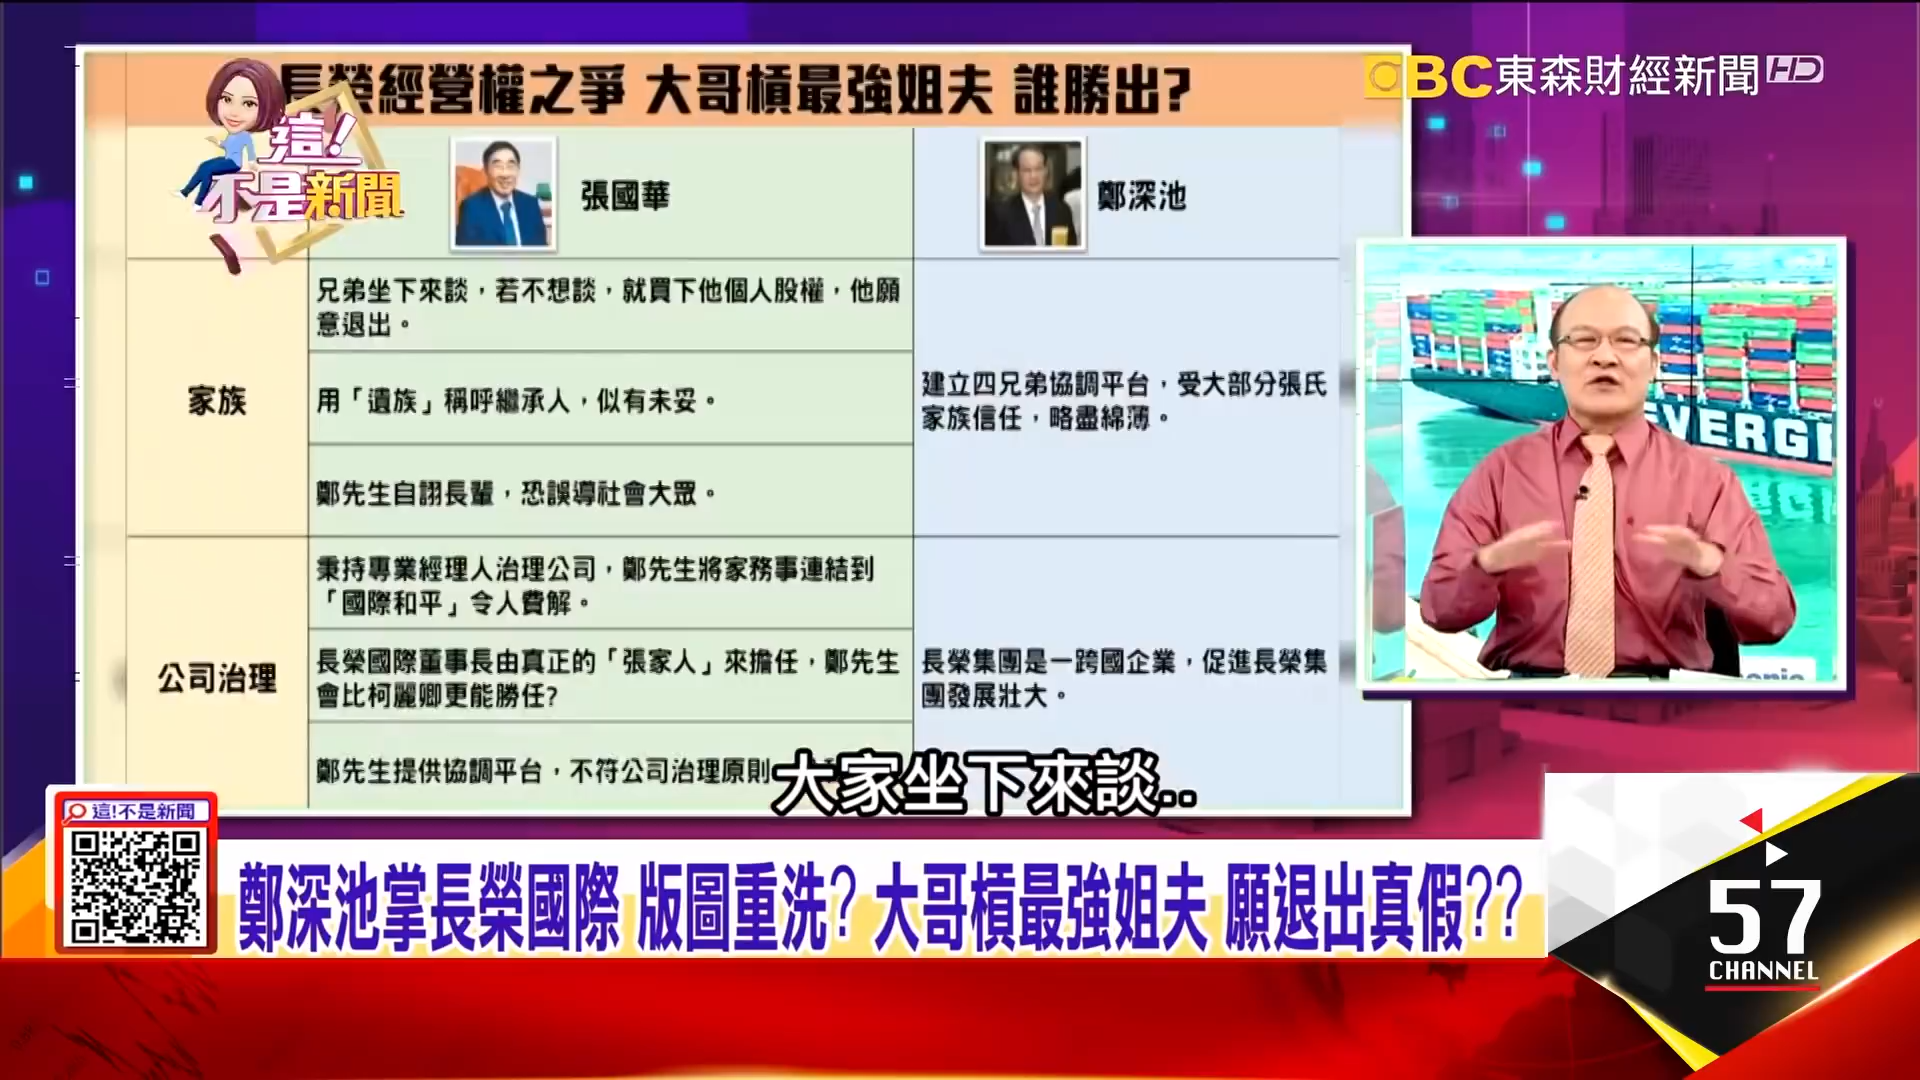 長榮經營權之爭 大哥槓最強姐夫 誰勝出?
EBC東森財經新聞HD
這!
不是新聞
張國華
鄭深池
家族
兄弟坐下來談，若不想談，就買下他個人股權，他願
意退出。
用「遺族」稱呼繼承人，似有未妥。
鄭先生自詡長輩，恐誤導社會大眾。
建立四兄弟協調平台，受大部分張氏
家族信任，略盡綿薄。
公司治理
秉持專業經理人治理公司，鄭先生將家務事連結到
「國際和平」令人費解。
長榮國際董事長由真正的「張家人」來擔任，鄭先生
會比柯麗卿更能勝任?
鄭先生提供協調平台，不符公司治理原則
長榮集團是一跨國企業，促進長榮集
團發展壯大。
EVERG
大家坐下來談..
這!不是新聞
鄭深池掌長榮國際 版圖重洗? 大哥槓最強姐夫 願退出真假??
57
CHANNEL